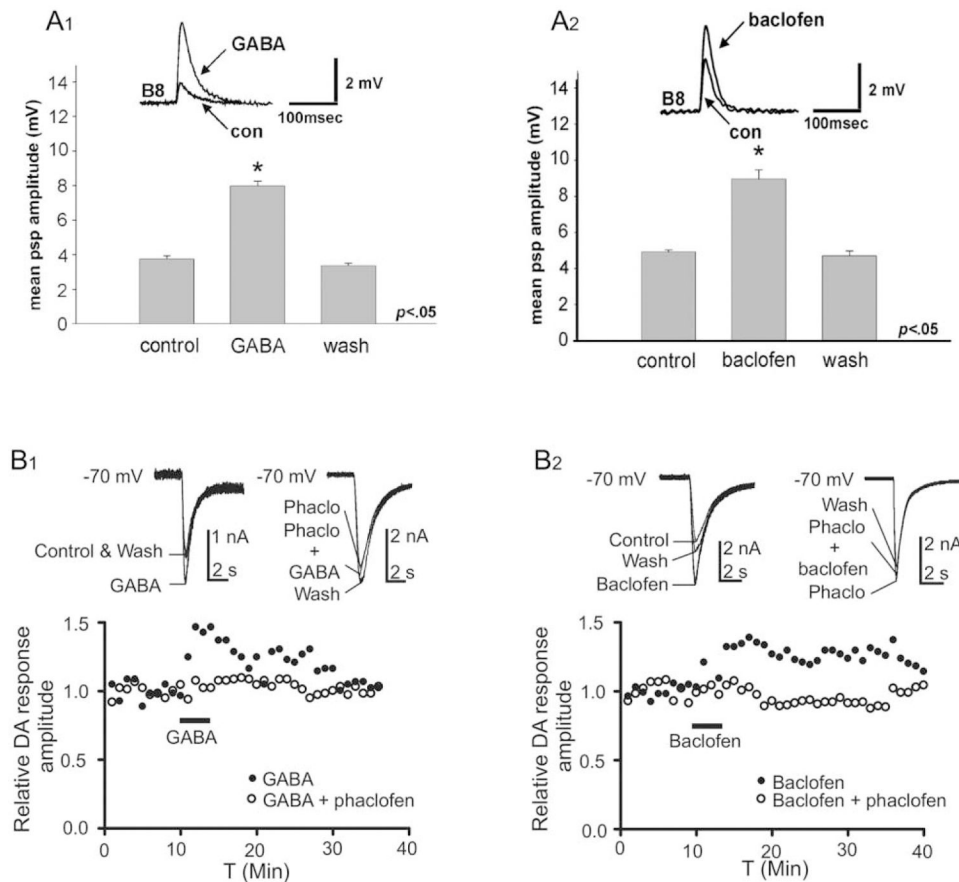 A1
GABA
B8
con
2 mV
100msec
14
12
10
8
6
4
2
0
mean psp amplitude (mV)
*
control
GABA
wash
p<.05
A2
baclofen
B8
con
2 mV
100msec
14
12
10
8
6
4
2
0
mean psp amplitude (mV)
*
control
baclofen
wash
p<.05
B1
-70 mV
Control & Wash
GABA
1 nA
2 s
-70 mV
Phaclo
Phaclo
+
GABA
Wash
2 nA
2 s
1.5
1.0
0.5
0.0
Relative DA response
amplitude
GABA
GABA
GABA + phaclofen
0
10
20
30
40
T (Min)
B2
-70 mV
Control
Wash
Baclofen
2 nA
2 s
-70 mV
Wash
Phaclo
+
baclofen
Phaclo
2 nA
2 s
1.5
1.0
0.5
0.0
Relative DA response
amplitude
Baclofen
Baclofen
Baclofen + phaclofen
0
10
20
30
40
T (Min)